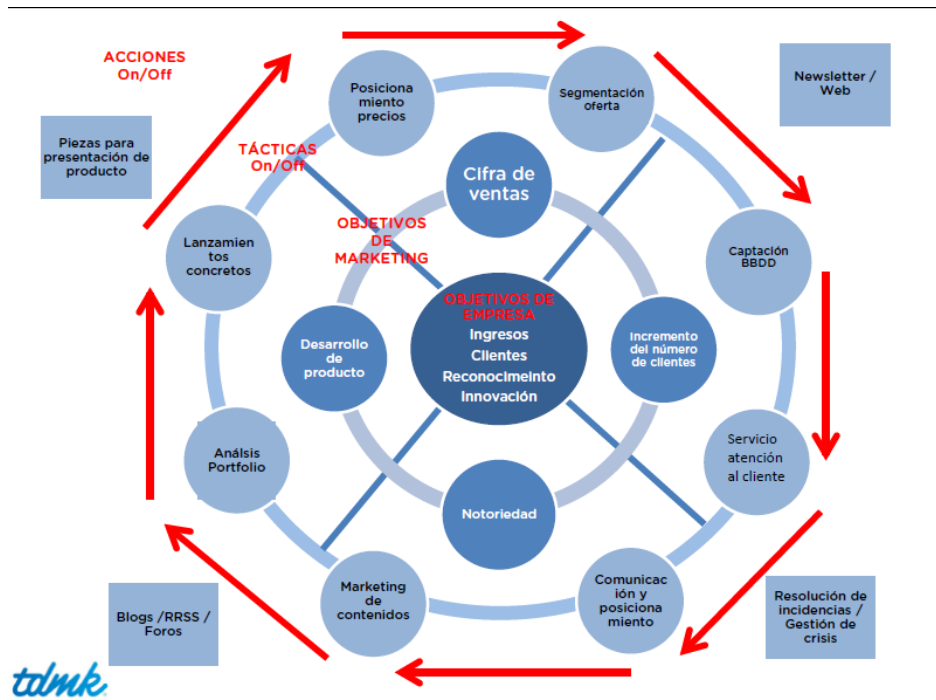 ACCIONES
On/Off
Posiciona
miento
precios
Segmentación
oferta
Newsletter /
Web
Piezas para
presentación de
producto
TÁCTICAS
On/Off
Cifra de
ventas
Lanzamien
tos
concretos
OBJETIVOS
DE
MARKETING
Captación
BBDD
OBJETIVOS DE
EMPRESA
Ingresos
Clientes
Reconocimeinto
Innovación
Desarrollo
de
producto
Incremento
del número
de clientes
Análsis
Portfolio
Servicio
atención
al cliente
Notoriedad
Marketing
de
contenidos
Comunicac
ión y
posiciona
miento
Blogs /RRSS /
Foros
Resolución de
incidencias /
Gestión de
crisis
tdmk